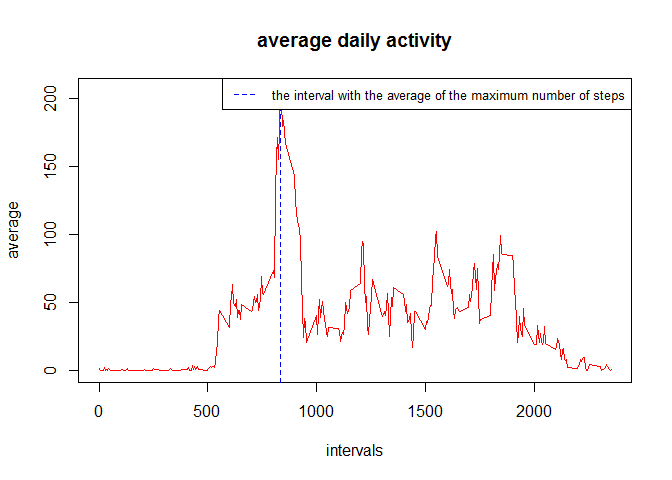 average daily activity
the interval with the average of the maximum number of steps
average
200
150
100
50
0
0 500 1000 1500 2000
intervals